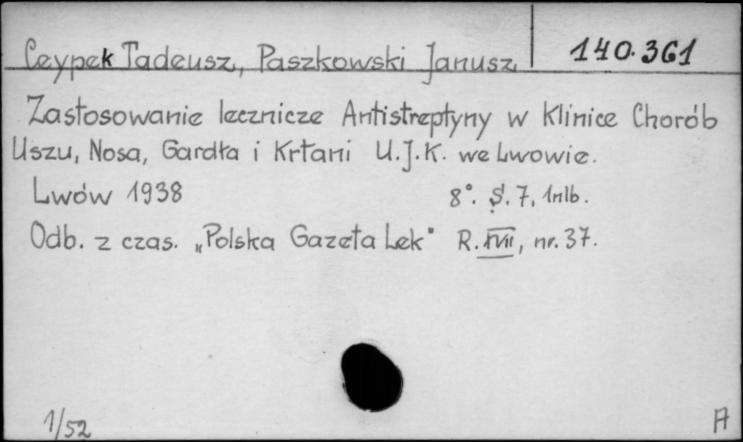 Ceypek Tadeusz, Paszkowski Janusz, 140.361
Zastosowanie lecznicze Antistreptyny w Klinice Chorób
Uszu, Nosa, Gardła i Krtani U.J.K. we Lwowie.
Lwów 1938 8°. S. 7, 1nlb.
Odb. z czas. „Polska Gazeta Lek" R. XVII, nr. 37.
1/52 A